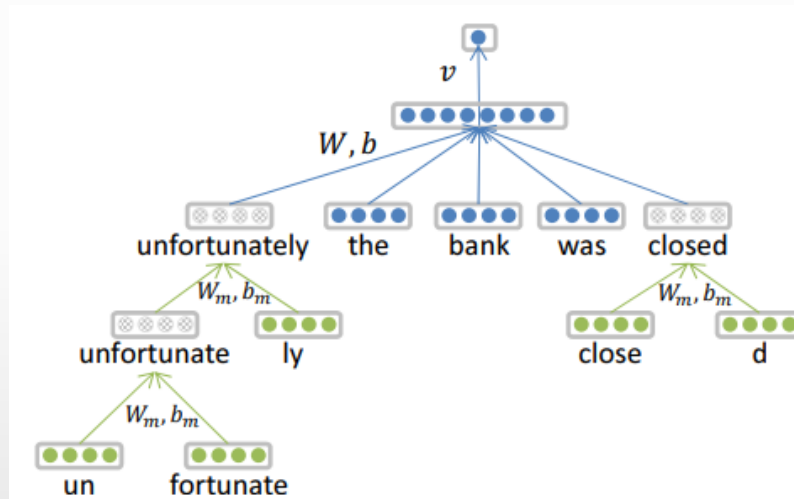 v
W, b
unfortunately the bank was closed
W_m, b_m W_m, b_m
unfortunate ly close d
W_m, b_m
un fortunate